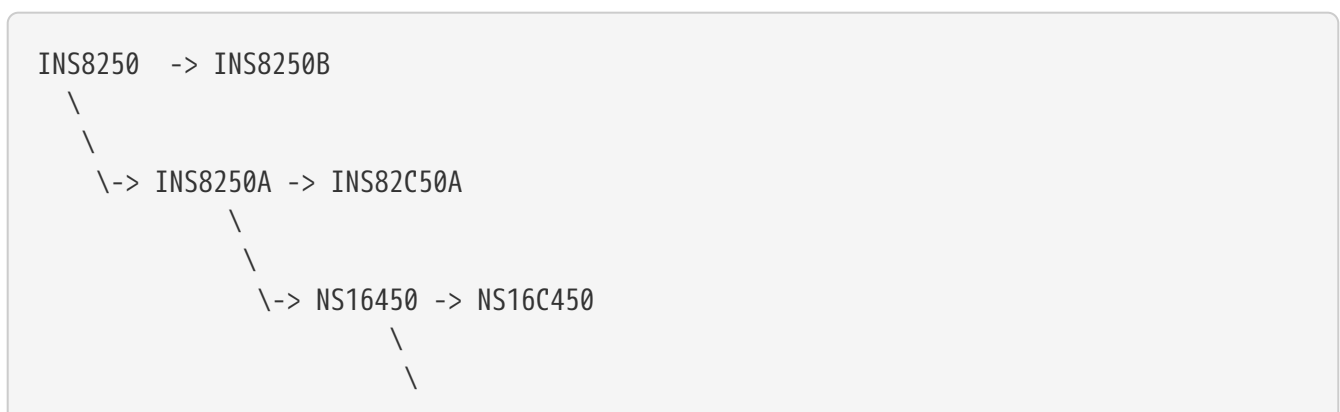 INS8250  -> INS8250B
  \
   \
    \-> INS8250A -> INS82C50A
             \
              \
               \-> NS16450 -> NS16C450
                        \
                         \